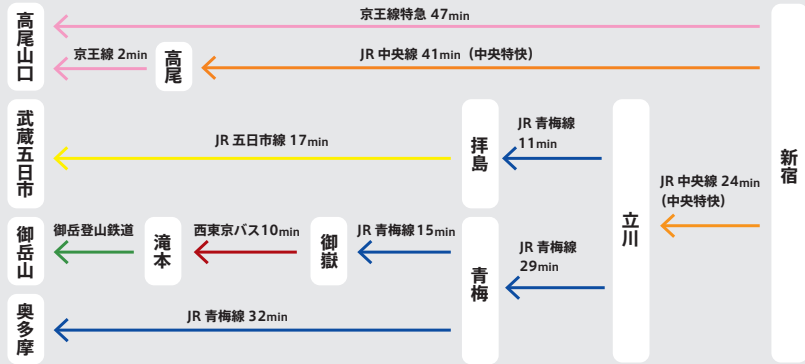 高尾山口
京王線特急 47min
京王線 2min
高尾
JR 中央線 41min（中央特快）
武蔵五日市
JR 五日市線 17min
拝島
JR 青梅線
11min
立川
JR 中央線 24min
(中央特快)
新宿
御岳山
御岳登山鉄道
滝本
西東京バス10min
御嶽
JR 青梅線15min
青梅
JR 青梅線
29min
奥多摩
JR 青梅線 32min